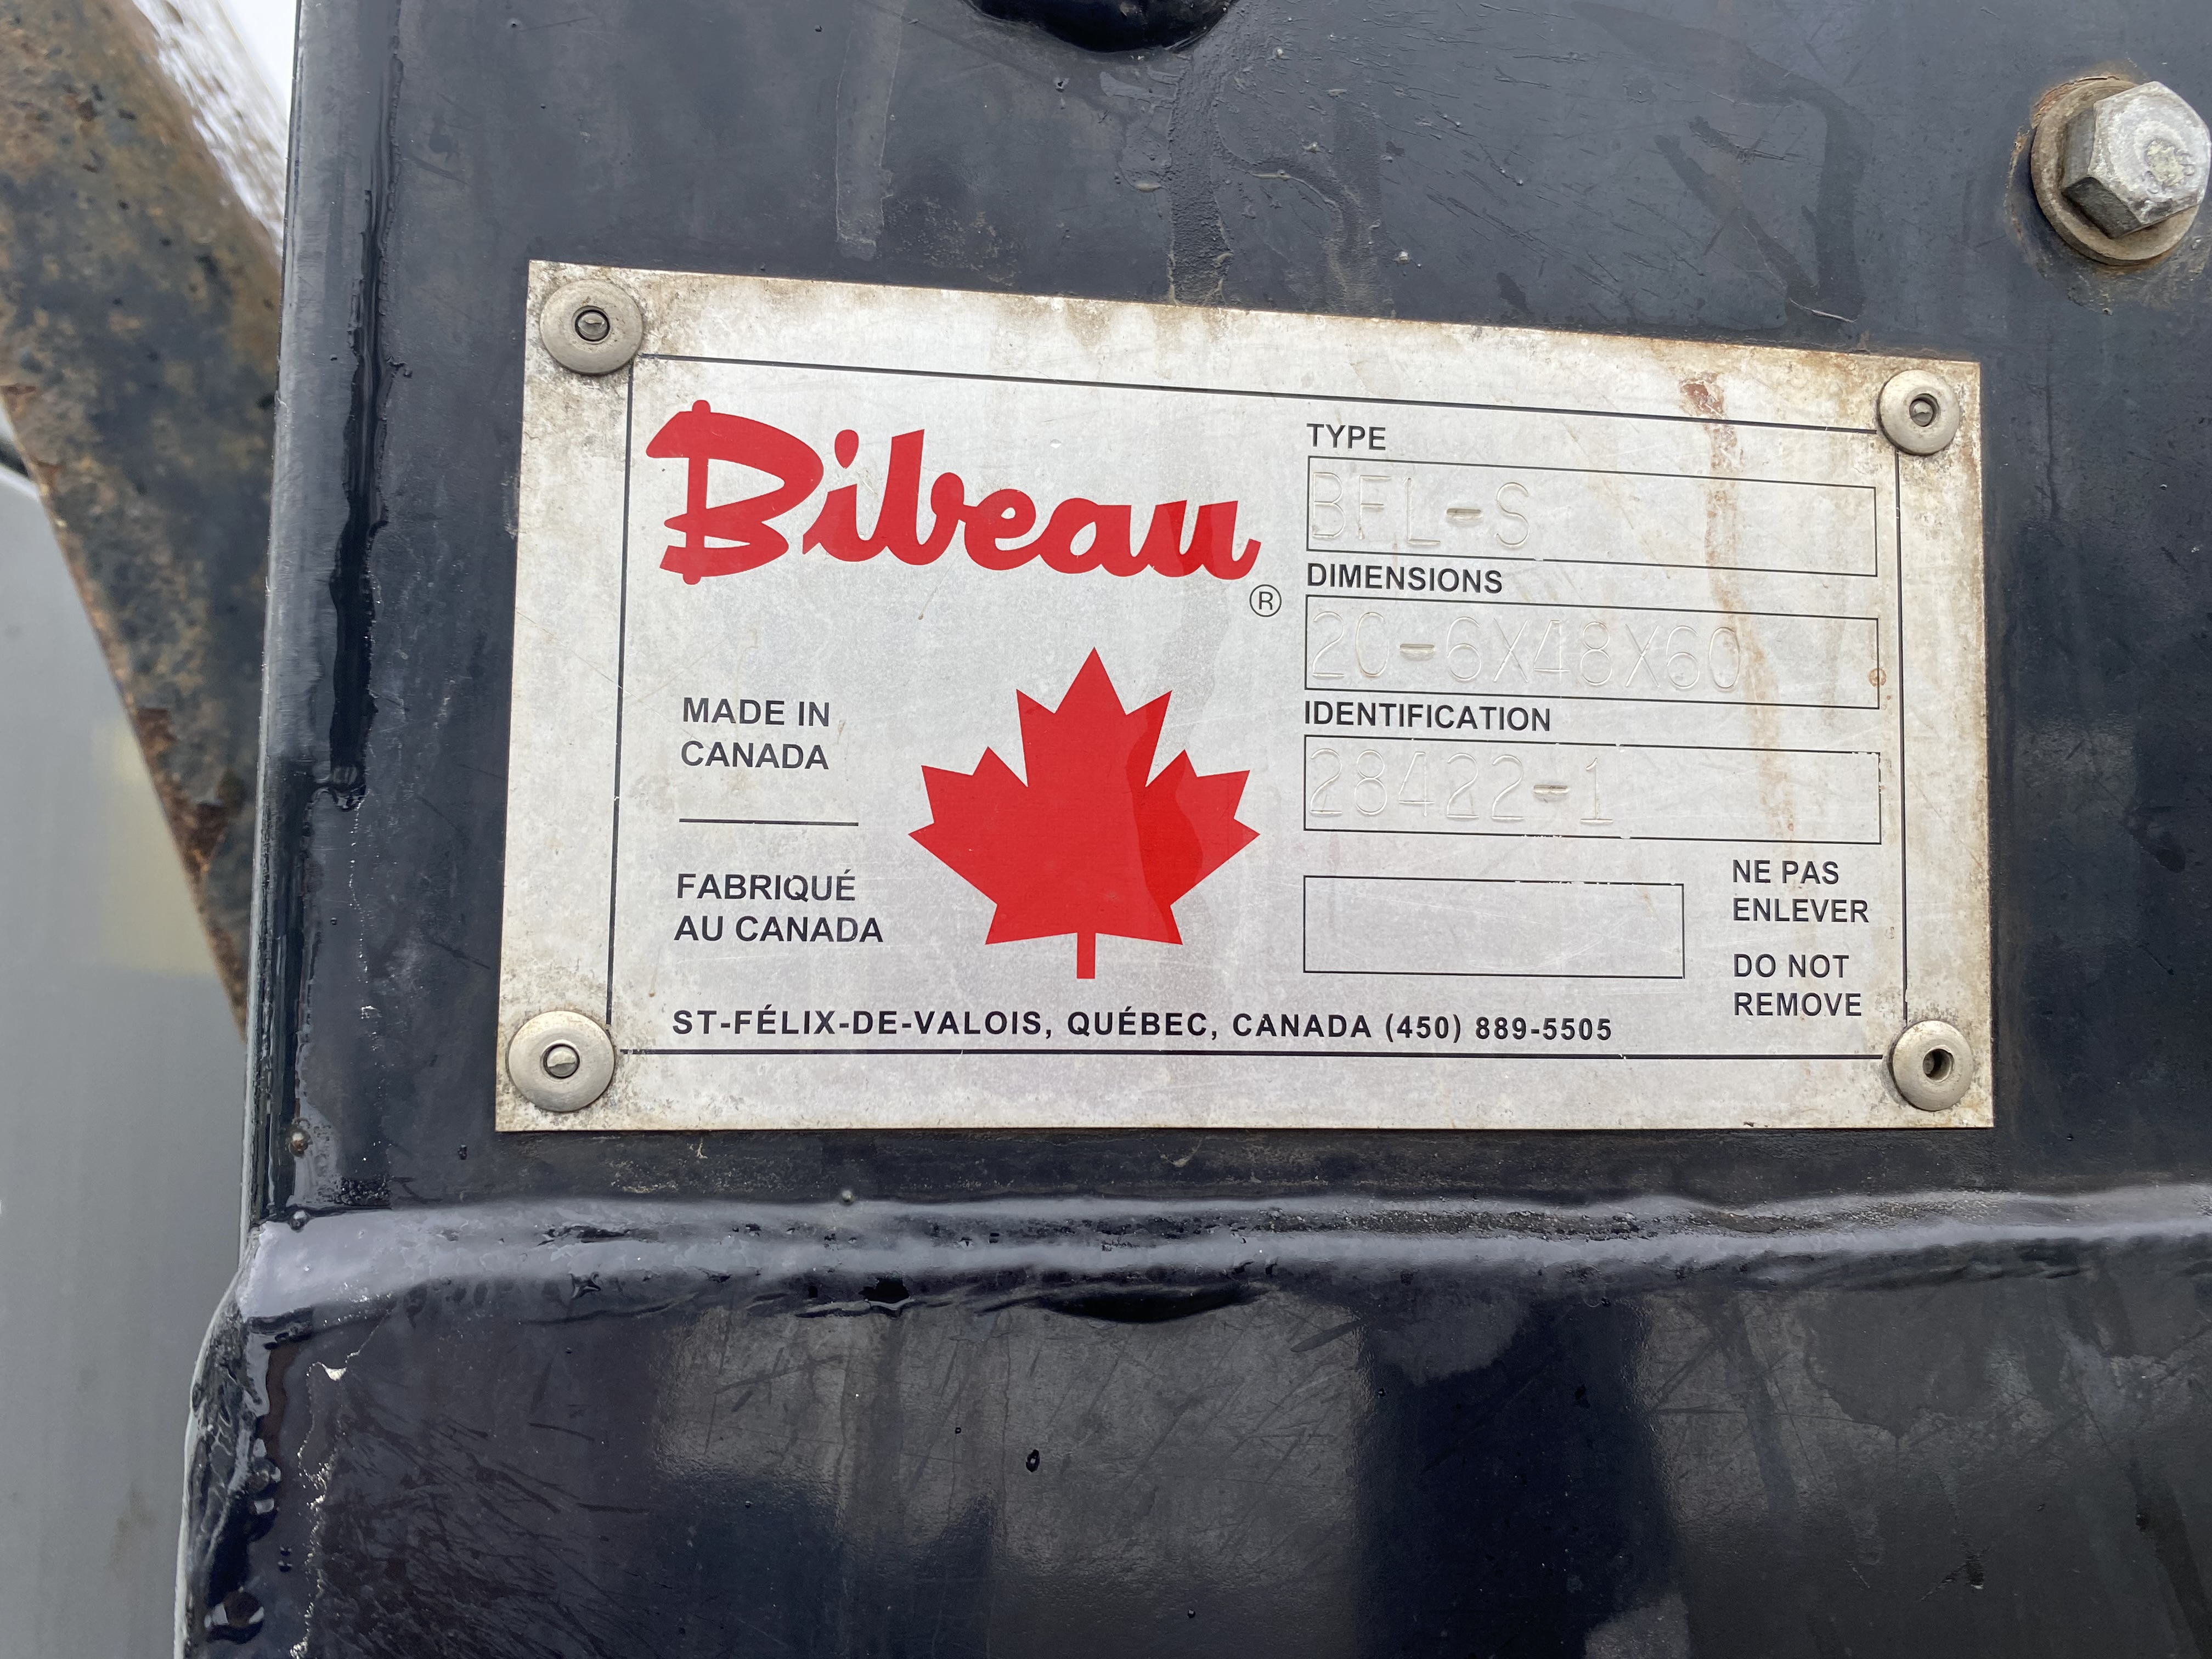 Bibeau®
MADE IN
CANADA
FABRIQUÉ
AU CANADA
TYPE
BFL-S
DIMENSIONS
20-6X48X60
IDENTIFICATION
28422-1
NE PAS
ENLEVER
DO NOT
REMOVE
ST-FÉLIX-DE-VALOIS, QUÉBEC, CANADA (450) 889-5505